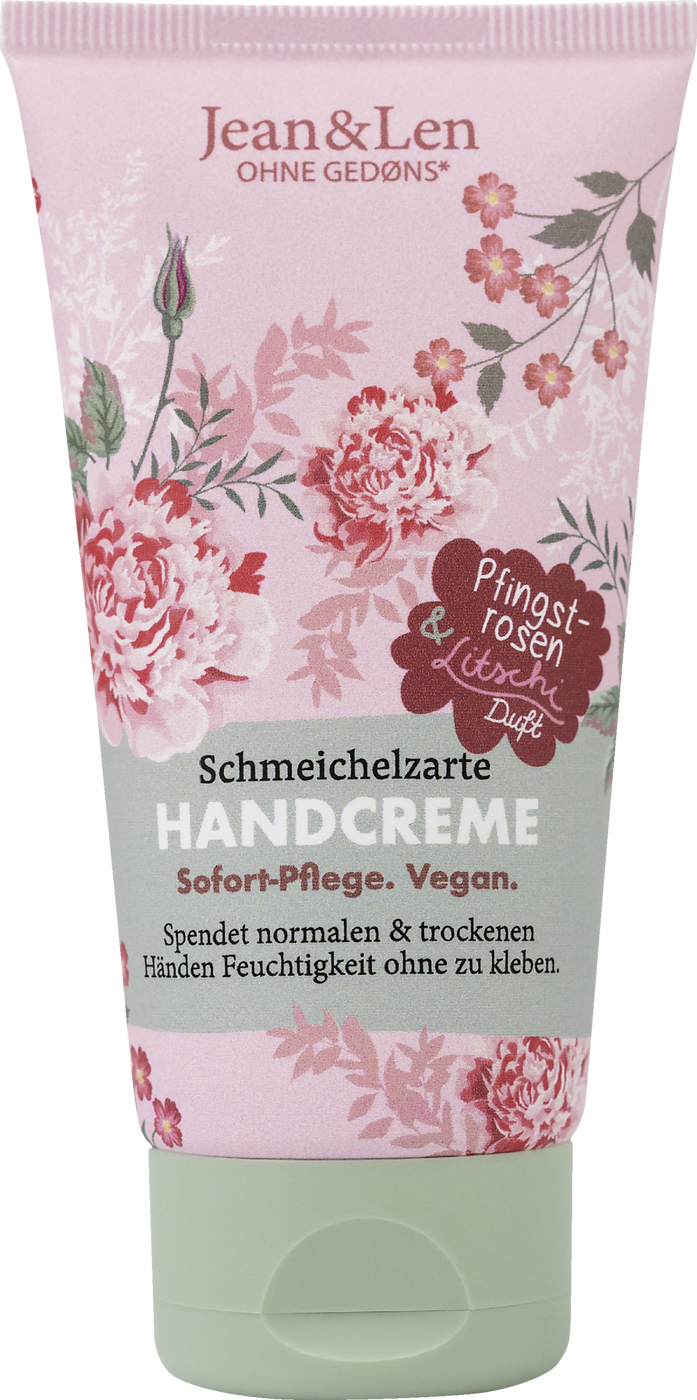 Jean&Len
OHNE GEDØNS*
Pfingst-
rosen
& Litschi
Duft
Schmeichelzarte
HANDCREME
Sofort-Pflege. Vegan.
Spendet normalen & trockenen
Händen Feuchtigkeit ohne zu kleben.